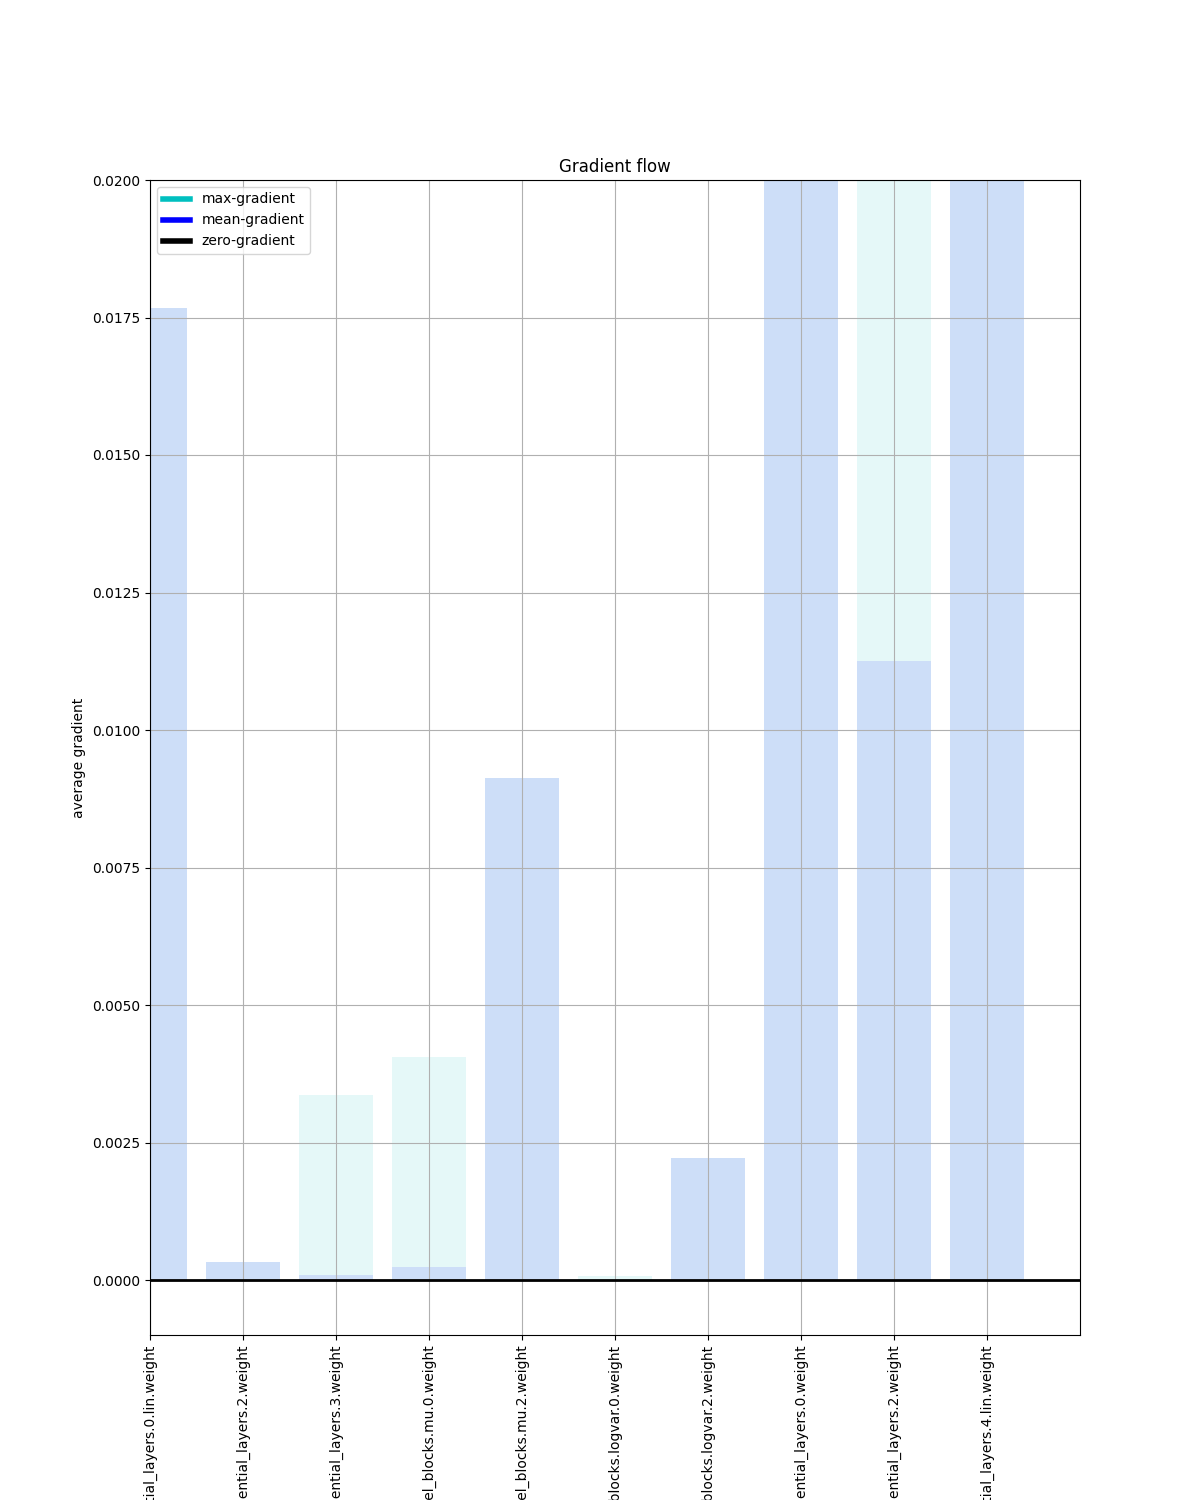 Gradient flow
max-gradient
mean-gradient
zero-gradient
0.0200
0.0175
0.0150
0.0125
0.0100
0.0075
0.0050
0.0025
0.0000
average gradient
tial_layers.0.lin.weight
ential_layers.2.weight
ential_layers.3.weight
el_blocks.mu.0.weight
el_blocks.mu.2.weight
blocks.logvar.0.weight
blocks.logvar.2.weight
ential_layers.0.weight
ential_layers.2.weight
tial_layers.4.lin.weight